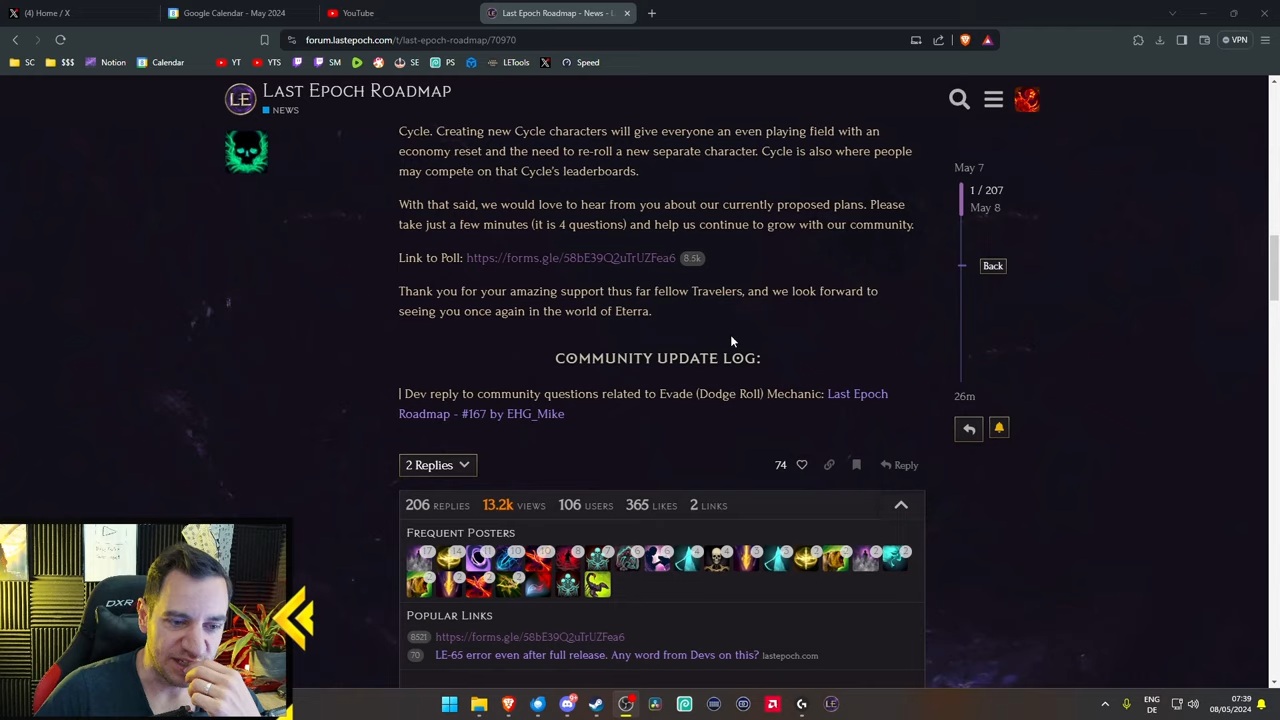 (4) Home / X
Google Calendar - May 2024
YouTube
Last Epoch Roadmap - News - L
forum.lastepoch.com/t/last-epoch-roadmap/70970
VPN
SC
$$$
Notion
Calendar
YT
YTS
SM
SE
PS
LETools
Speed
LE
LAST EPOCH ROADMAP
NEWS
Cycle. Creating new Cycle characters will give everyone an even playing field with an
economy reset and the need to re-roll a new separate character. Cycle is also where people
may compete on that Cycle's leaderboards.
With that said, we would love to hear from you about our currently proposed plans. Please
take just a few minutes (it is 4 questions) and help us continue to grow with our community.
Link to Poll: https://forms.gle/58bE39Q2uTrUZFea6 8.5k
Thank you for your amazing support thus far fellow Travelers, and we look forward to
seeing you once again in the world of Eterra.
COMMUNITY UPDATE LOG:
| Dev reply to community questions related to Evade (Dodge Roll) Mechanic: Last Epoch
Roadmap - #167 by EHG_Mike
2 Replies
74
Reply
May 7
1 / 207
May 8
Back
26m
206 REPLIES 13.2k VIEWS 106 USERS 365 LIKES 2 LINKS
FREQUENT POSTERS
POPULAR LINKS
8521 https://forms.gle/58bE39Q2uTrUZFea6
70 LE-65 error even after full release. Any word from Devs on this? lastepoch.com
DXR
ENG
DE
07:39
08/05/2024